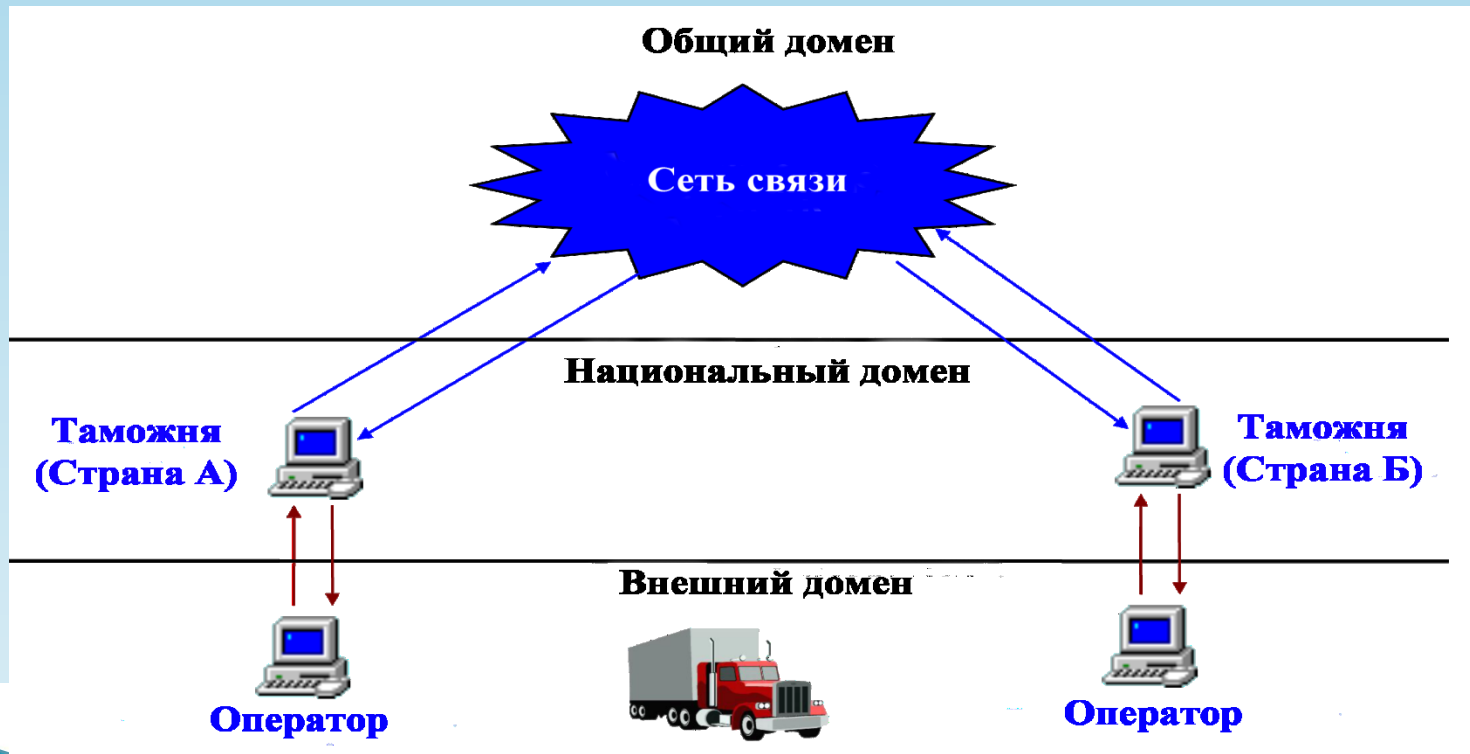 Общий домен
Сеть связи
Национальный домен
Таможня
(Страна А)
Таможня
(Страна Б)
Внешний домен
Оператор
Оператор